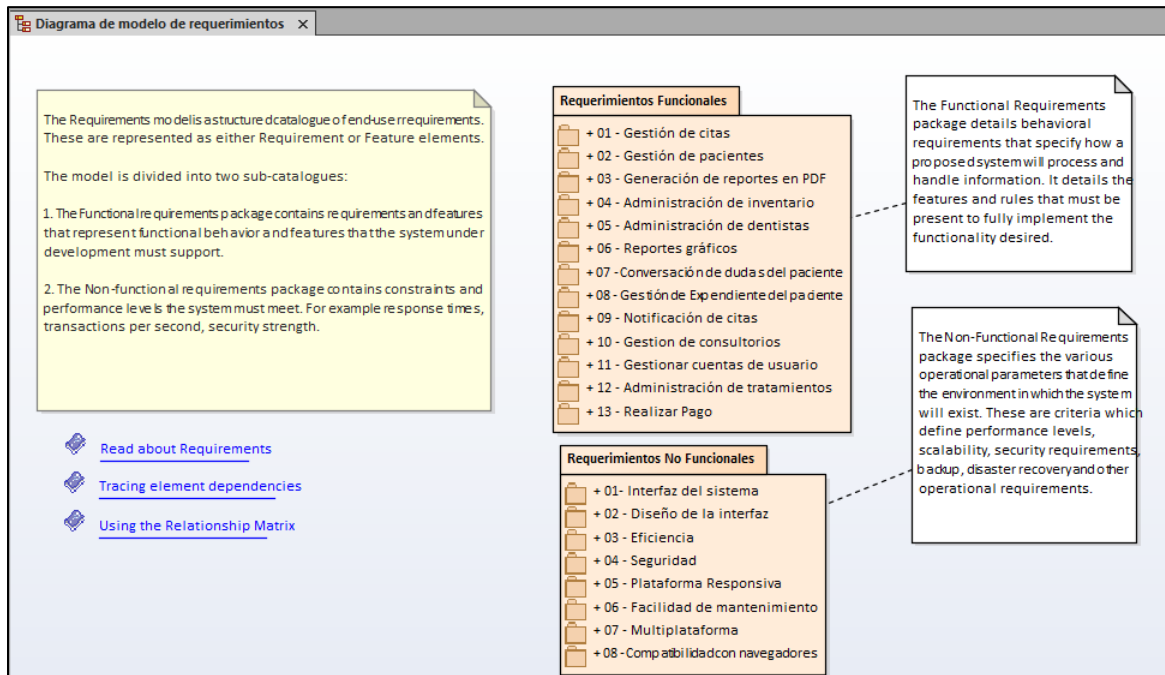 Diagrama de modelo de requerimientos
The Requirements model is a structured catalogue of end-user requirements.
These are represented as either Requirement or Feature elements.
The model is divided into two sub-catalogues:
1. The Functional requirements package contains requirements and features
that represent functional behavior and features that the system under
development must support.
2. The Non-functional requirements package contains constraints and
performance levels the system must meet. For example response times,
transactions per second, security strength.
Read about Requirements
Tracing element dependencies
Using the Relationship Matrix
Requerimientos Funcionales
+ 01 - Gestión de citas
+ 02 - Gestión de pacientes
+ 03 - Generación de reportes en PDF
+ 04 - Administración de inventario
+ 05 - Administración de dentistas
+ 06 - Reportes gráficos
+ 07 -Conversación de dudas del paciente
+ 08 - Gestión de Expendiente del paciente
+ 09 - Notificación de citas
+ 10 - Gestion de consultorios
+ 11 - Gestionar cuentas de usuario
+ 12 - Administración de tratamientos
+ 13 - Realizar Pago
Requerimientos No Funcionales
+ 01- Interfaz del sistema
+ 02 - Diseño de la interfaz
+ 03 - Eficiencia
+ 04 - Seguridad
+ 05 - Plataforma Responsiva
+ 06 - Facilidad de mantenimiento
+ 07 - Multiplataforma
+ 08 -Compatibilidad con navegadores
The Functional Requirements
package details behavioral
requirements that specify how a
proposed system will process and
handle information. It details the
features and rules that must be
present to fully implement the
functionality desired.
The Non-Functional Requirements
package specifies the various
operational parameters that define
the environment in which the system
will exist. These are criteria which
define performance levels,
scalability, security requirements,
backup, disaster recovery and other
operational requirements.